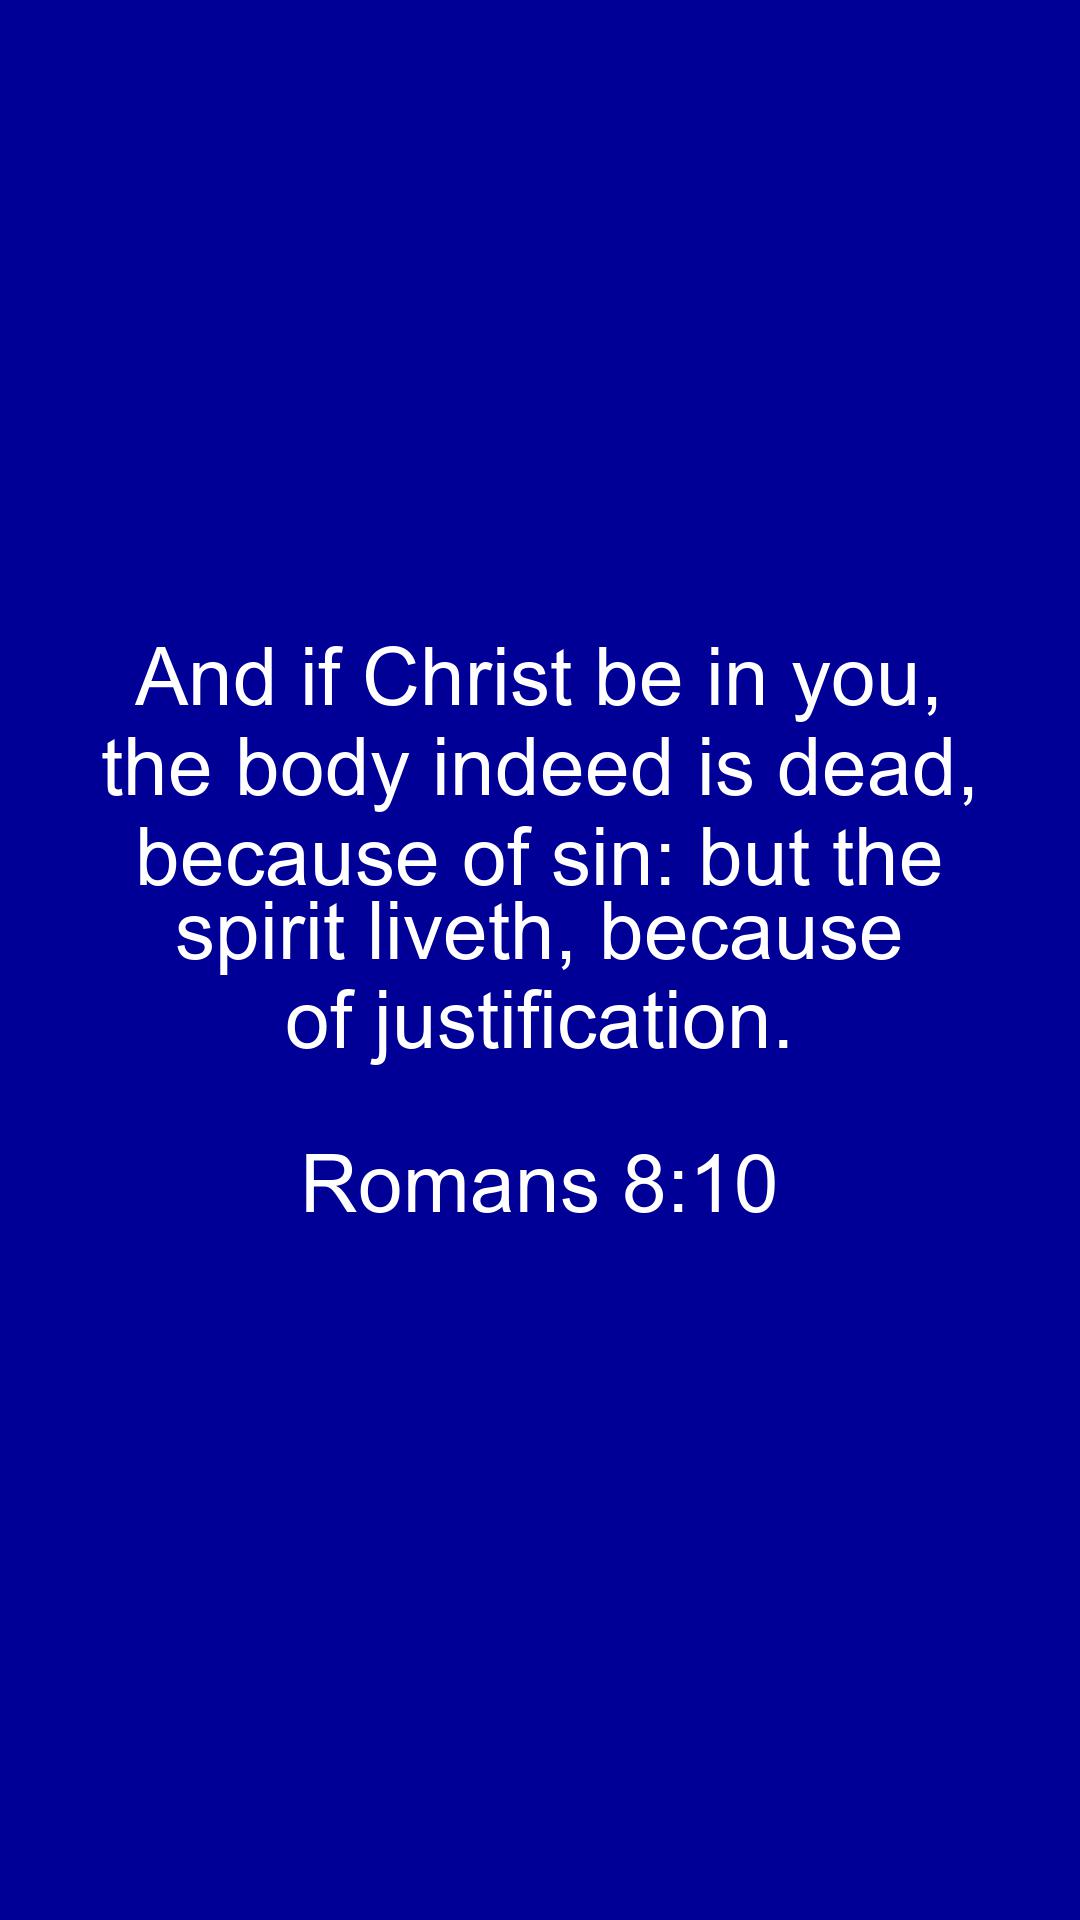 And if Christ be in you,
the body indeed is dead,
because of sin: but the
spirit liveth, because
of justification.
Romans 8:10